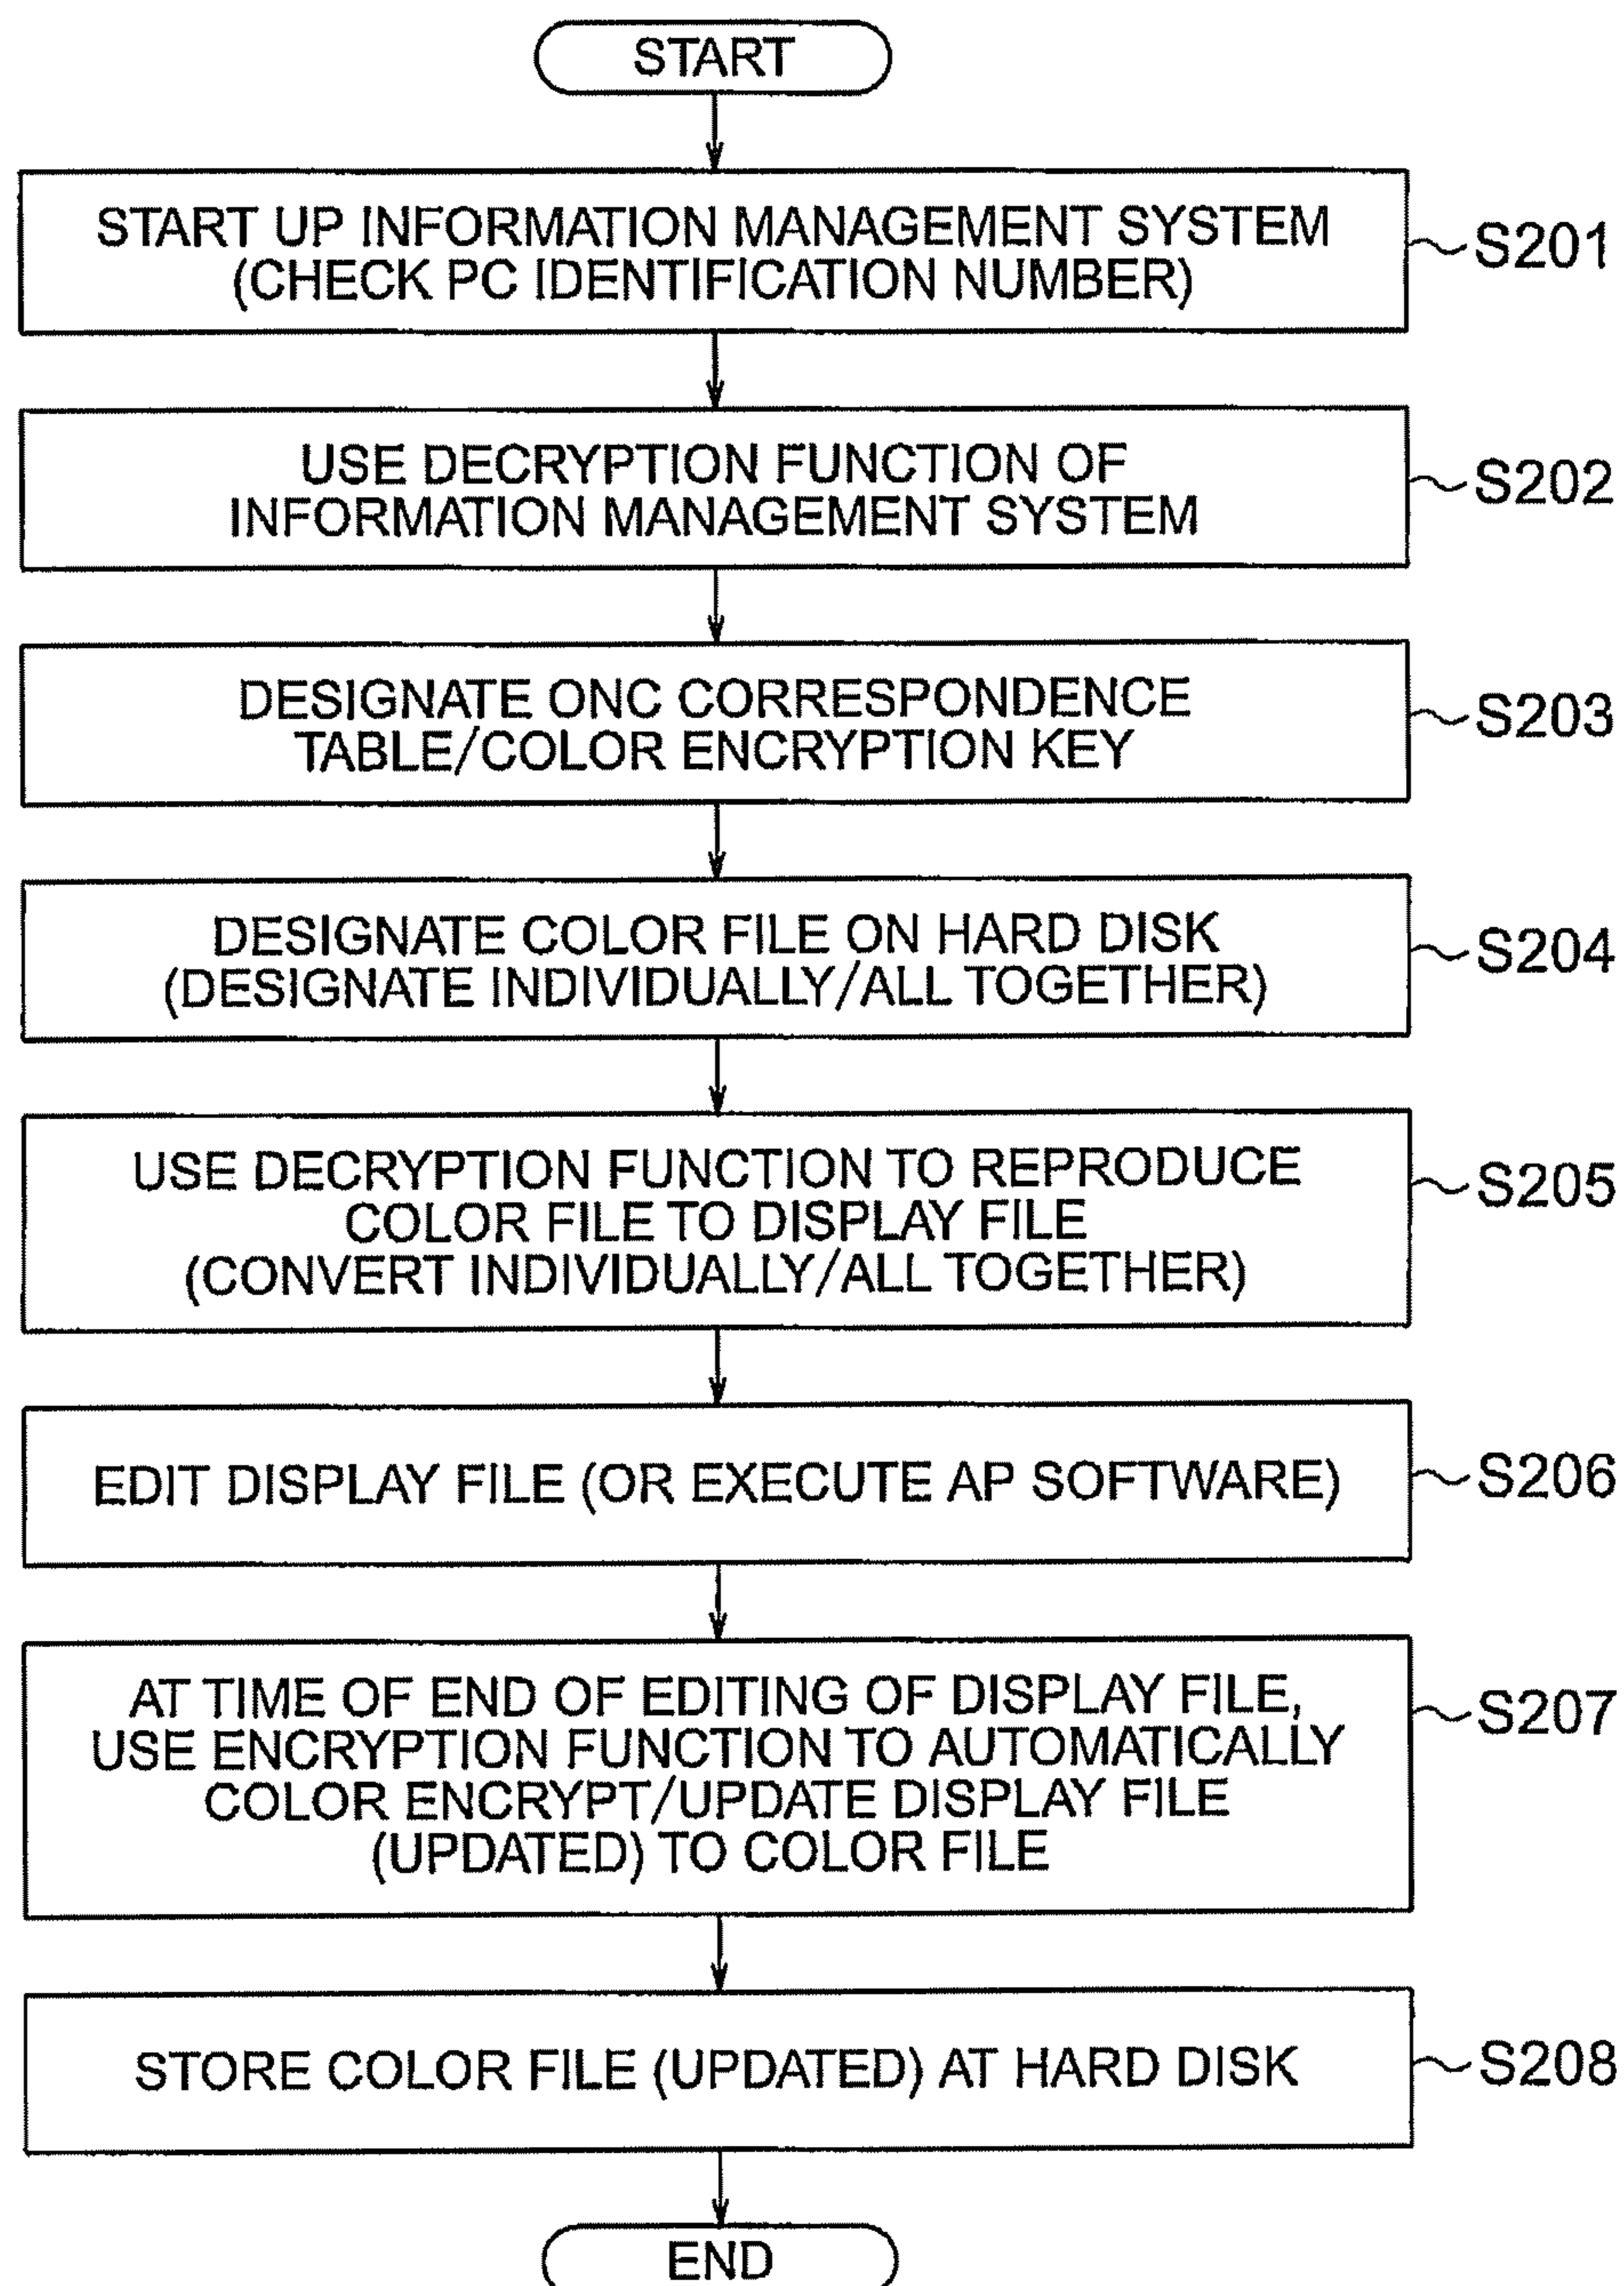 START
START UP INFORMATION MANAGEMENT SYSTEM
(CHECK PC IDENTIFICATION NUMBER)
S201
USE DECRYPTION FUNCTION OF
INFORMATION MANAGEMENT SYSTEM
S202
DESIGNATE ONC CORRESPONDENCE
TABLE/COLOR ENCRYPTION KEY
S203
DESIGNATE COLOR FILE ON HARD DISK
(DESIGNATE INDIVIDUALLY/ALL TOGETHER)
S204
USE DECRYPTION FUNCTION TO REPRODUCE
COLOR FILE TO DISPLAY FILE
(CONVERT INDIVIDUALLY/ALL TOGETHER)
S205
EDIT DISPLAY FILE (OR EXECUTE AP SOFTWARE)
S206
AT TIME OF END OF EDITING OF DISPLAY FILE,
USE ENCRYPTION FUNCTION TO AUTOMATICALLY
COLOR ENCRYPT/UPDATE DISPLAY FILE
(UPDATED) TO COLOR FILE
S207
STORE COLOR FILE (UPDATED) AT HARD DISK
S208
END